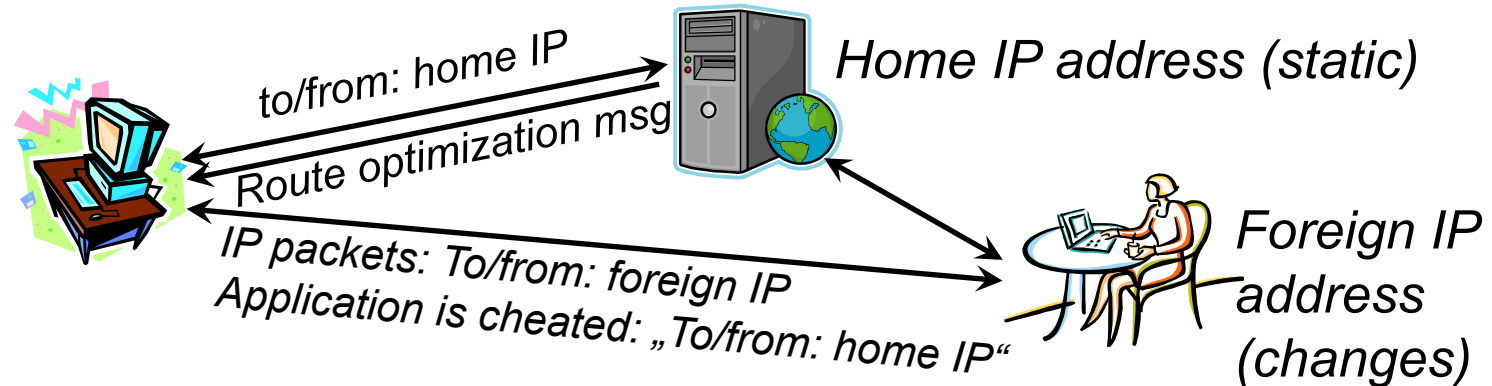 to/from: home IP
Home IP address (static)
Route optimization msg
IP packets: To/from: foreign IP
Application is cheated: „To/from: home IP“
Foreign IP
address
(changes)